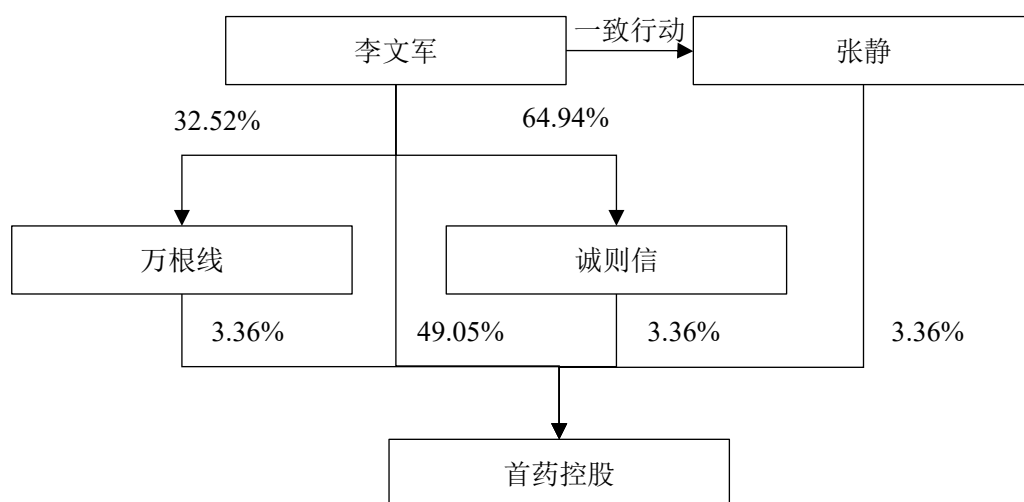 一致行动
李文军
张静
32.52%
64.94%
万根线
诚则信
3.36%
49.05%
3.36%
3.36%
首药控股